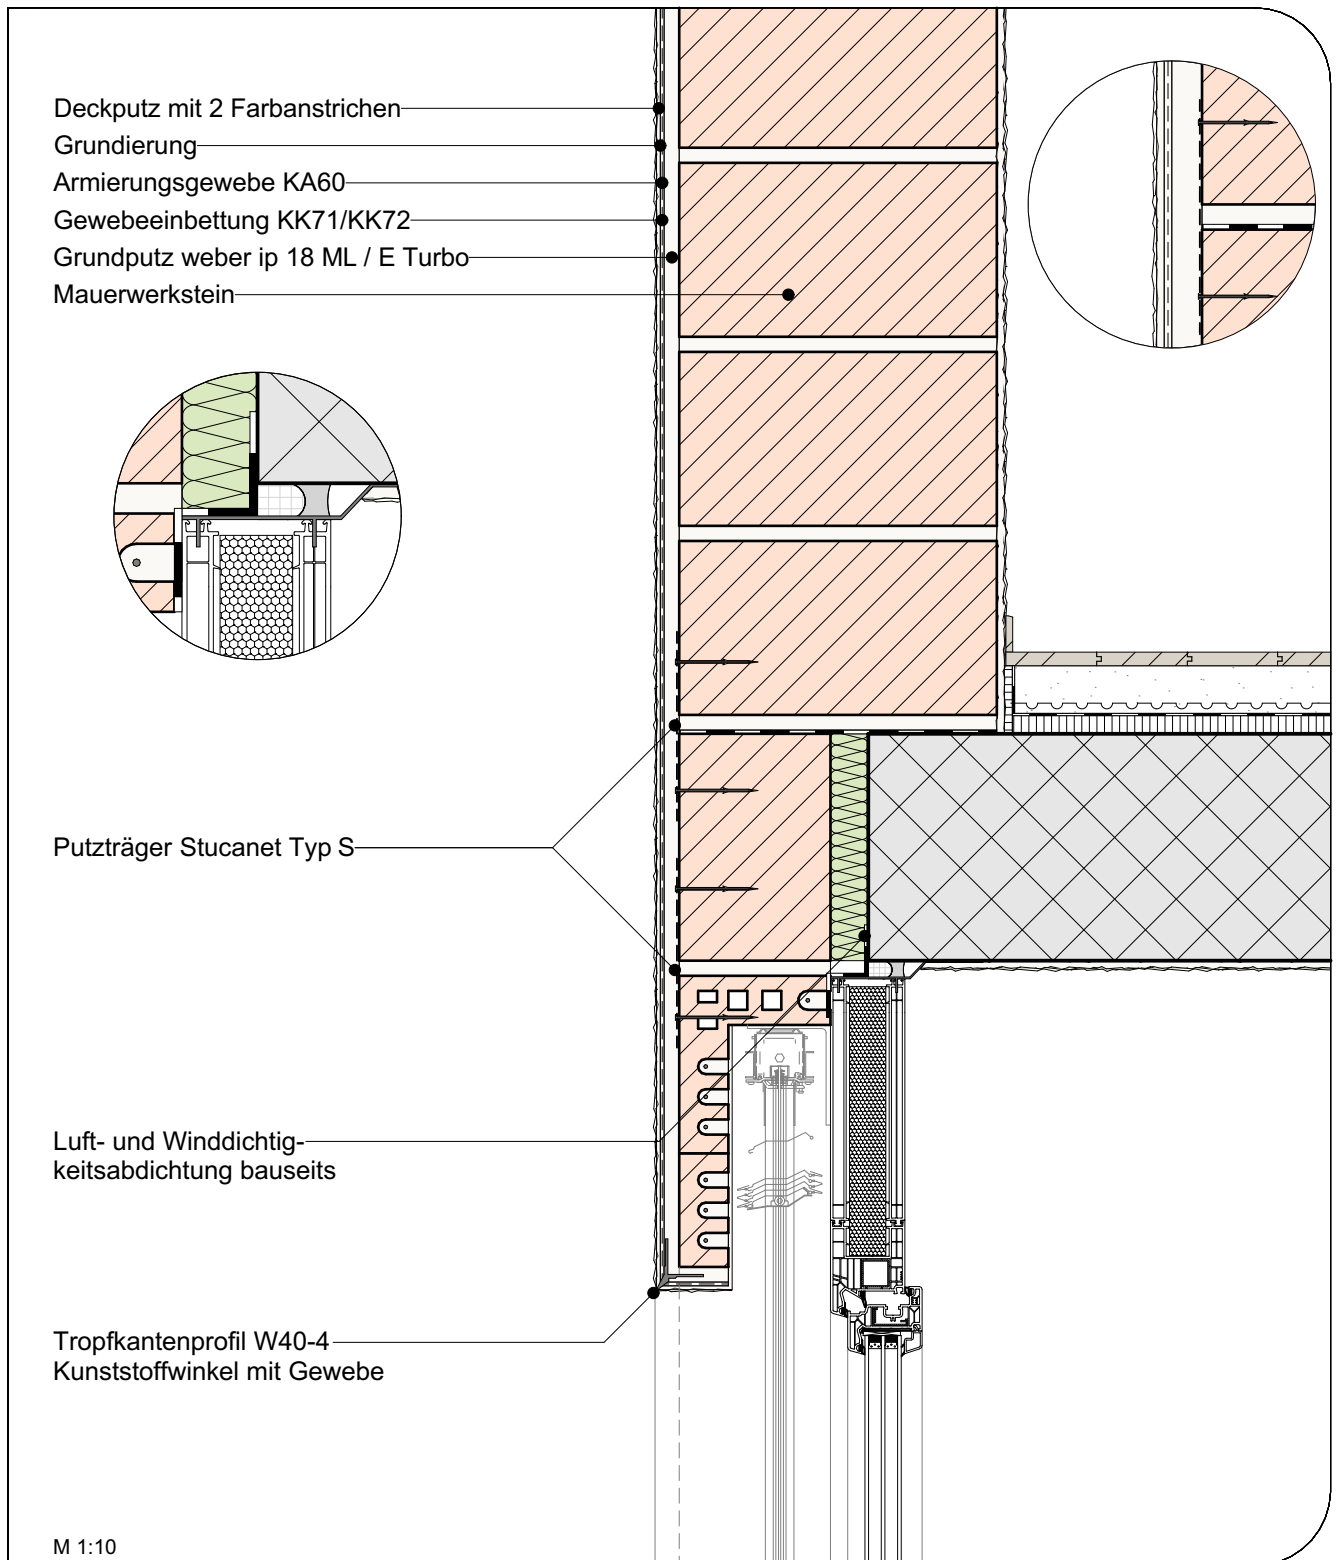 Deckputz mit 2 Farbanstrichen
Grundierung
Armierungsgewebe KA60
Gewebeeinbettung KK71/KK72
Grundputz weber ip 18 ML / E Turbo
Mauerwerkstein
Putzträger Stucanet Typ S
Luft- und Winddichtig-
keitsabdichtung bauseits
Tropfkantenprofil W40-4
Kunststoffwinkel mit Gewebe
M 1:10